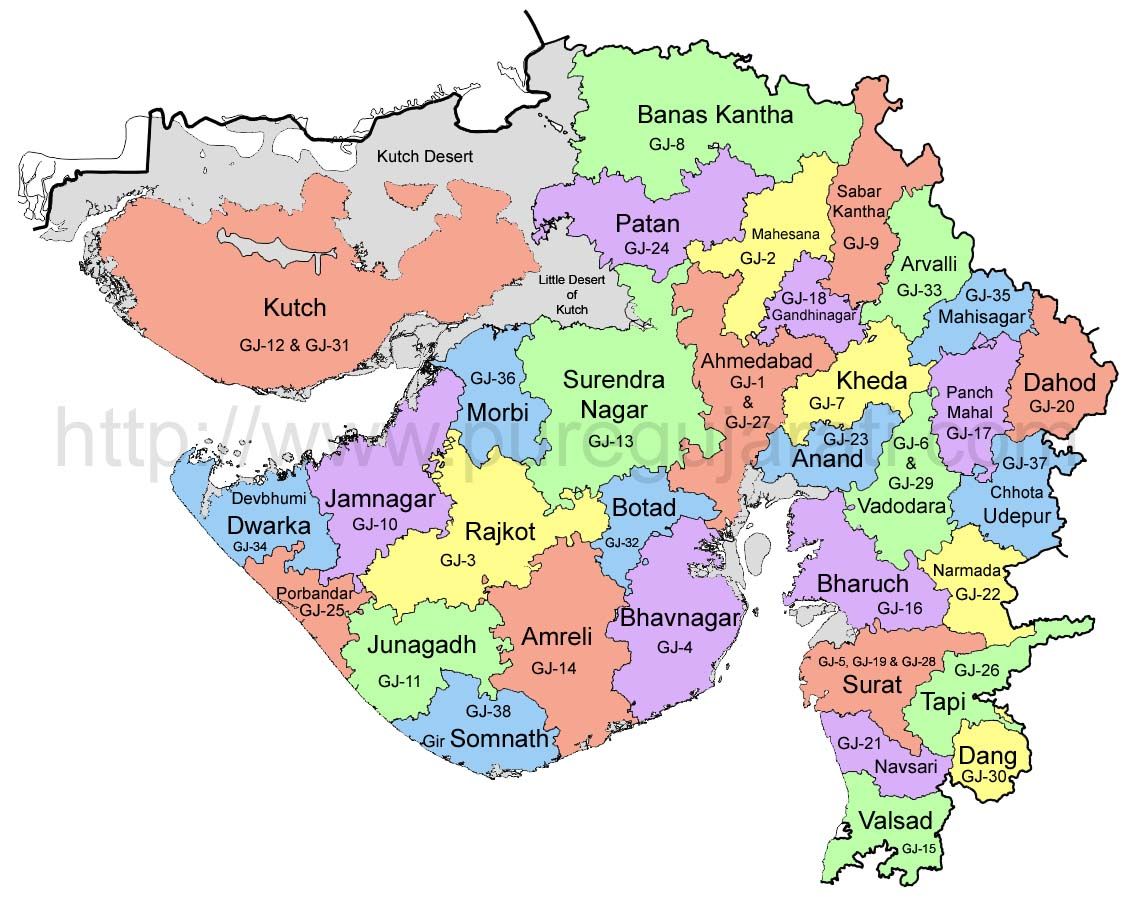 Banas Kantha
GJ-8
Kutch Desert
Sabar
Kantha
GJ-9
Patan
GJ-24
Mahesana
GJ-2
Arvalli
GJ-33
Little Desert
of
Kutch
GJ-18
Gandhinagar
GJ-35
Mahisagar
Kutch
GJ-12 & GJ-31
Ahmedabad
GJ-1
&
GJ-27
Kheda
GJ-7
Panch
Mahal
GJ-17
Dahod
GJ-20
GJ-36
Morbi
Surendra
Nagar
GJ-13
http://www.puregujarati.com
GJ-23
Anand
GJ-6
&
GJ-29
Vadodara
GJ-37
Chhota
Udepur
Devbhumi
Dwarka
GJ-34
Jamnagar
GJ-10
Rajkot
GJ-3
Botad
GJ-32
Porbandar
GJ-25
Bharuch
GJ-16
Narmada
GJ-22
Junagadh
GJ-11
Amreli
GJ-14
Bhavnagar
GJ-4
GJ-5, GJ-19 & GJ-28
Surat
GJ-26
Tapi
GJ-38
Gir Somnath
GJ-21
Navsari
Dang
GJ-30
Valsad
GJ-15